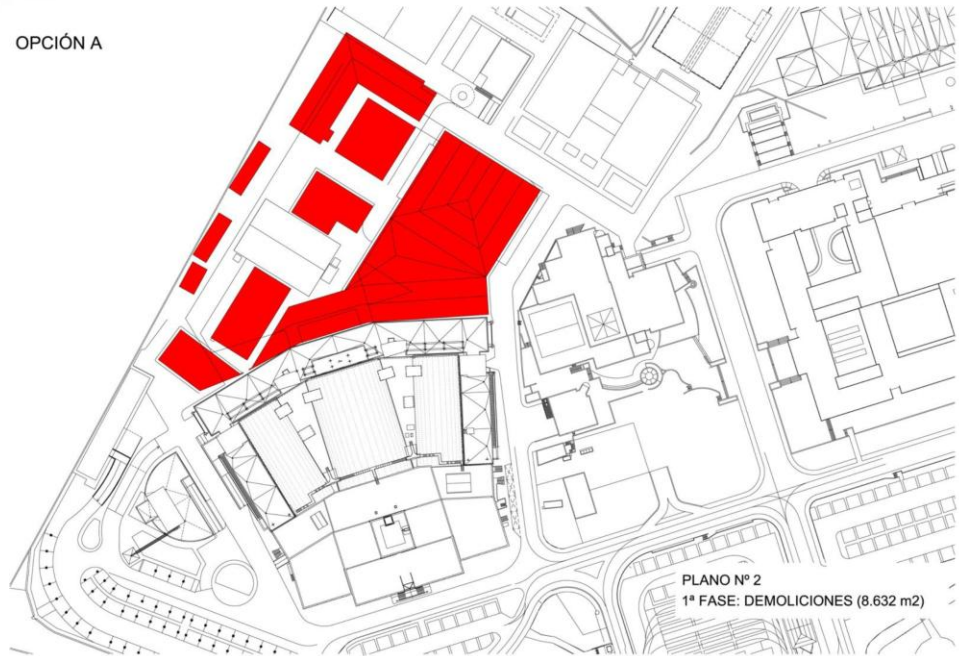 OPCIÓN A
PLANO Nº 2
1ª FASE: DEMOLICIONES (8.632 m2)